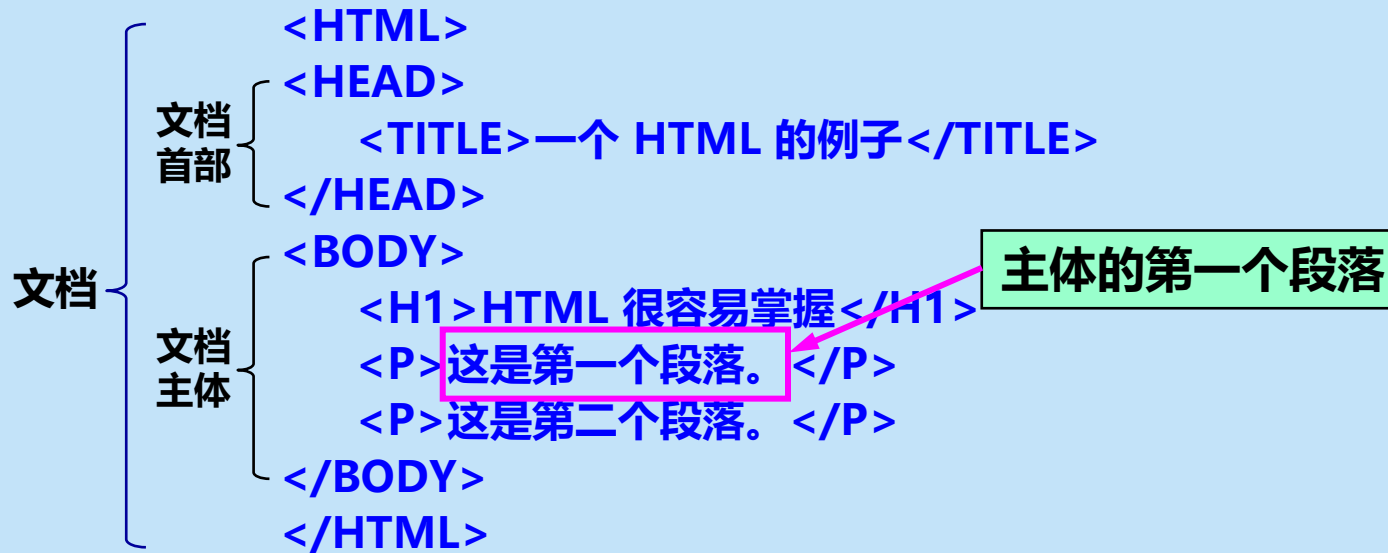 <HTML>
<HEAD>
文档
首部
<TITLE>一个 HTML 的例子</TITLE>
</HEAD>
<BODY>
主体的第一个段落
文档
<H1>HTML 很容易掌握</H1>
文档
主体
<P>这是第一个段落。</P>
<P>这是第二个段落。</P>
</BODY>
</HTML>